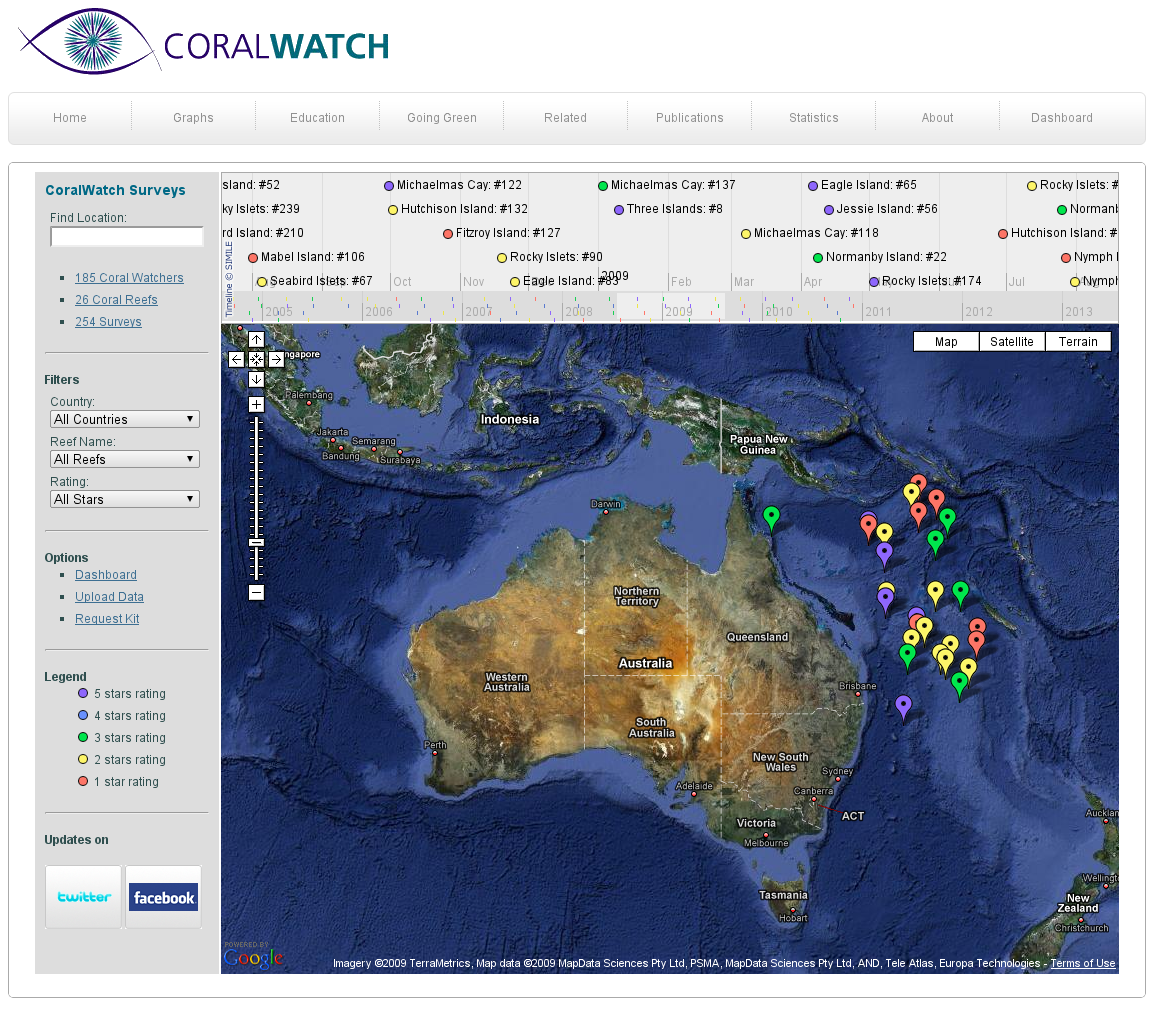 CORALWATCH
Home Graphs Education Going Green Related Publications Statistics About Dashboard
CoralWatch Surveys
Find Location:
185 Coral Watchers
26 Coral Reefs
254 Surveys
Filters
Country:
All Countries
Reef Name:
All Reefs
Rating:
All Stars
Options
Dashboard
Upload Data
Request Kit
Legend
5 stars rating
4 stars rating
3 stars rating
2 stars rating
1 star rating
Updates on
twitter facebook
sland: #52 Michaelmas Cay: #122 Michaelmas Cay: #137 Eagle Island: #65 Rocky Islets: #
ky Islets: #239 Hutchison Island: #132 Three Islands: #8 Jessie Island: #56 Normanb
rd Island: #210 Fitzroy Island: #127 Michaelmas Cay: #118 Hutchison Island: #
Mabel Island: #106 Rocky Islets: #90 Normanby Island: #22 Nymph I
Seabird Islets: #67 Eagle Island: #83 Rocky Islets: #174 Nymph
Oct Nov 2009 Feb Mar Apr Jul
Timeline © SIMILE
2005 2006 2007 2008 2009 2010 2011 2012 2013
Map Satellite Terrain
ngapore
Palembang
Indonesia
Jakarta
Semarang
Bandung
Surabaya
Papua New
Guinea
Darwin
Northern
Territory
Queensland
Australia
Western
Australia
Brisbane
South
Australia
Perth
New South
Wales
Sydney
Adelaide
Canberra
ACT
Victoria
Melbourne
Auckland
Tasmania
Hobart
Wellingt
New
Zealand
Christchurch
POWERED BY
Google
Imagery ©2009 TerraMetrics, Map data ©2009 MapData Sciences Pty Ltd, PSMA, MapData Sciences Pty Ltd, AND, Tele Atlas, Europa Technologies - Terms of Use